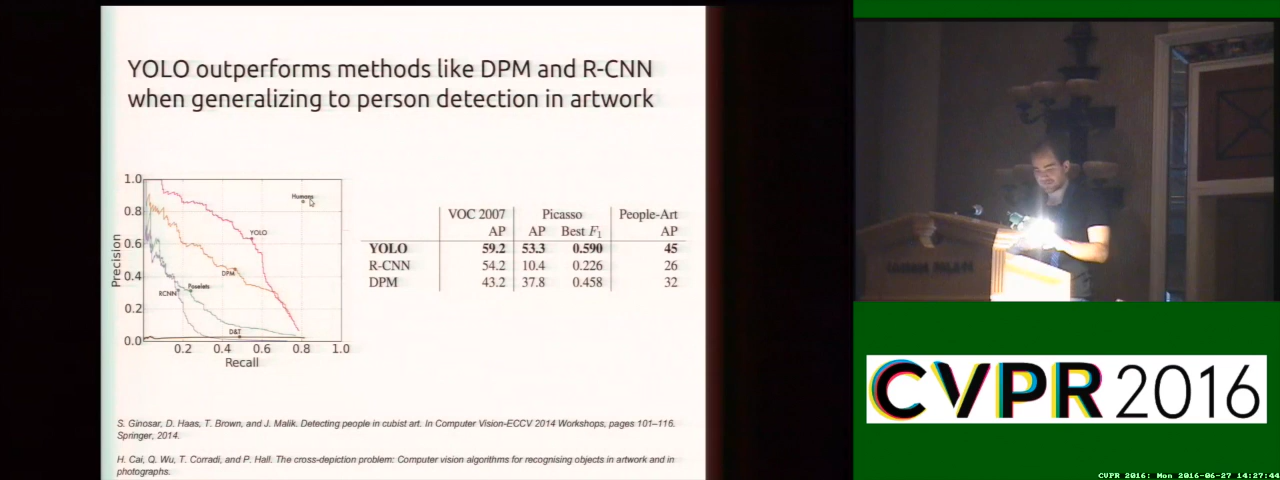 YOLO outperforms methods like DPM and R-CNN
when generalizing to person detection in artwork
1.0
0.8
0.6
0.4
0.2
0.0
Precision
Humans
YOLO
DPM
Poselets
RCNN
D&T
0.2 0.4 0.6 0.8 1.0
Recall
VOC 2007 Picasso People-Art
AP AP Best F1 AP
YOLO 59.2 53.3 0.590 45
R-CNN 54.2 10.4 0.226 26
DPM 43.2 37.8 0.458 32
S. Ginosar, D. Haas, T. Brown, and J. Malik. Detecting people in cubist art. In Computer Vision-ECCV 2014 Workshops, pages 101–116.
Springer, 2014.
H. Cai, Q. Wu, T. Corradi, and P. Hall. The cross-depiction problem: Computer vision algorithms for recognising objects in artwork and in
photographs.
CVPR 2016
CVPR 2016: Mon 2016-06-27 14:27:44